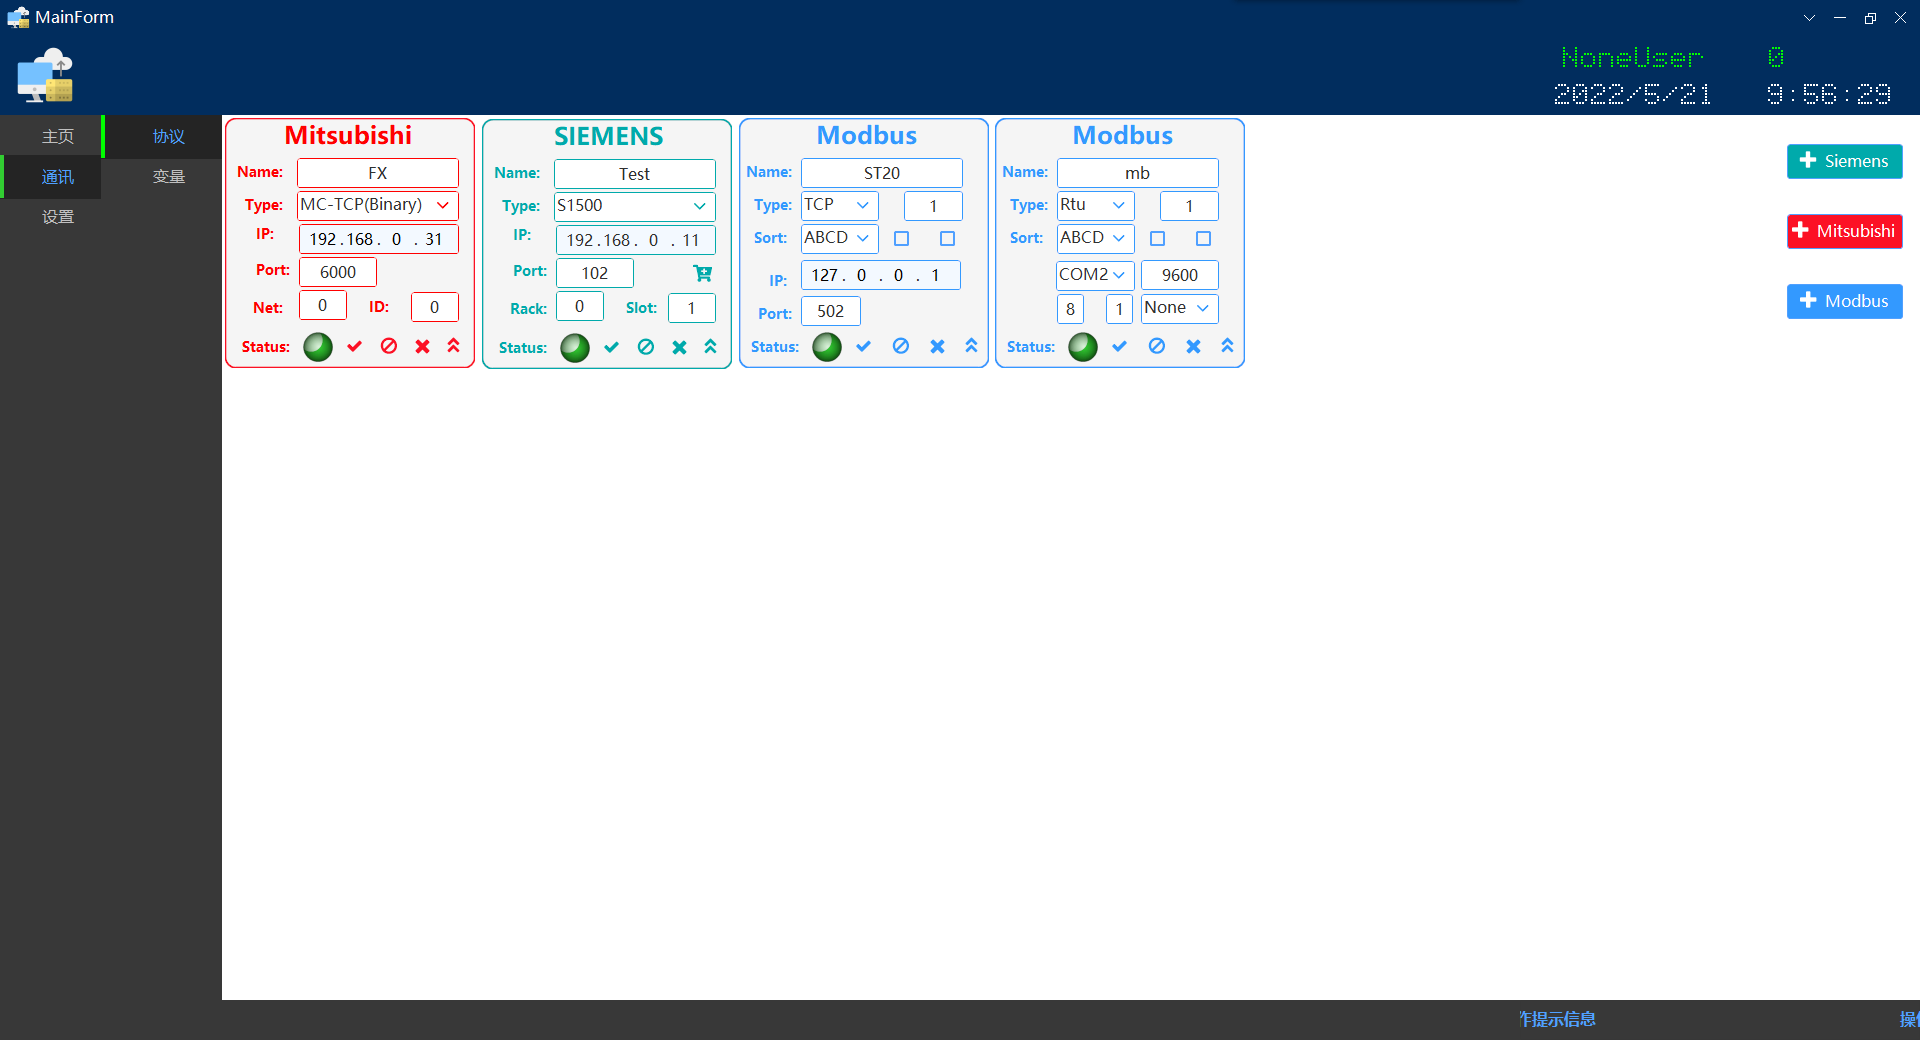 MainForm
NoneUser 0
2022/5/21 9:56:29
主页
通讯
设置
协议
变量
Mitsubishi
Name: FX
Type: MC-TCP(Binary)
IP: 192.168. 0 . 31
Port: 6000
Net: 0 ID: 0
Status:
SIEMENS
Name: Test
Type: S1500
IP: 192.168. 0 . 11
Port: 102
Rack: 0 Slot: 1
Status:
Modbus
Name: ST20
Type: TCP 1
Sort: ABCD
IP: 127. 0 . 0 . 1
Port: 502
Status:
Modbus
Name: mb
Type: Rtu 1
Sort: ABCD
COM2 9600
8 1 None
Status:
Siemens
Mitsubishi
Modbus
作提示信息 操作